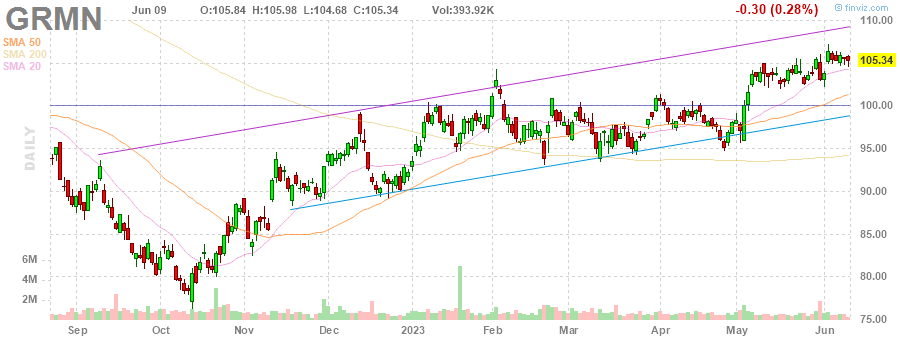 GRMN
Jun 09 O:105.84 H:105.98 L:104.68 C:105.34 Vol:393.92K -0.30 (0.28%)
© finviz.com
SMA 50
SMA 200
SMA 20
DAILY
110.00
105.34
100.00
95.00
90.00
85.00
80.00
75.00
6M
4M
2M
Sep Oct Nov Dec 2023 Feb Mar Apr May Jun